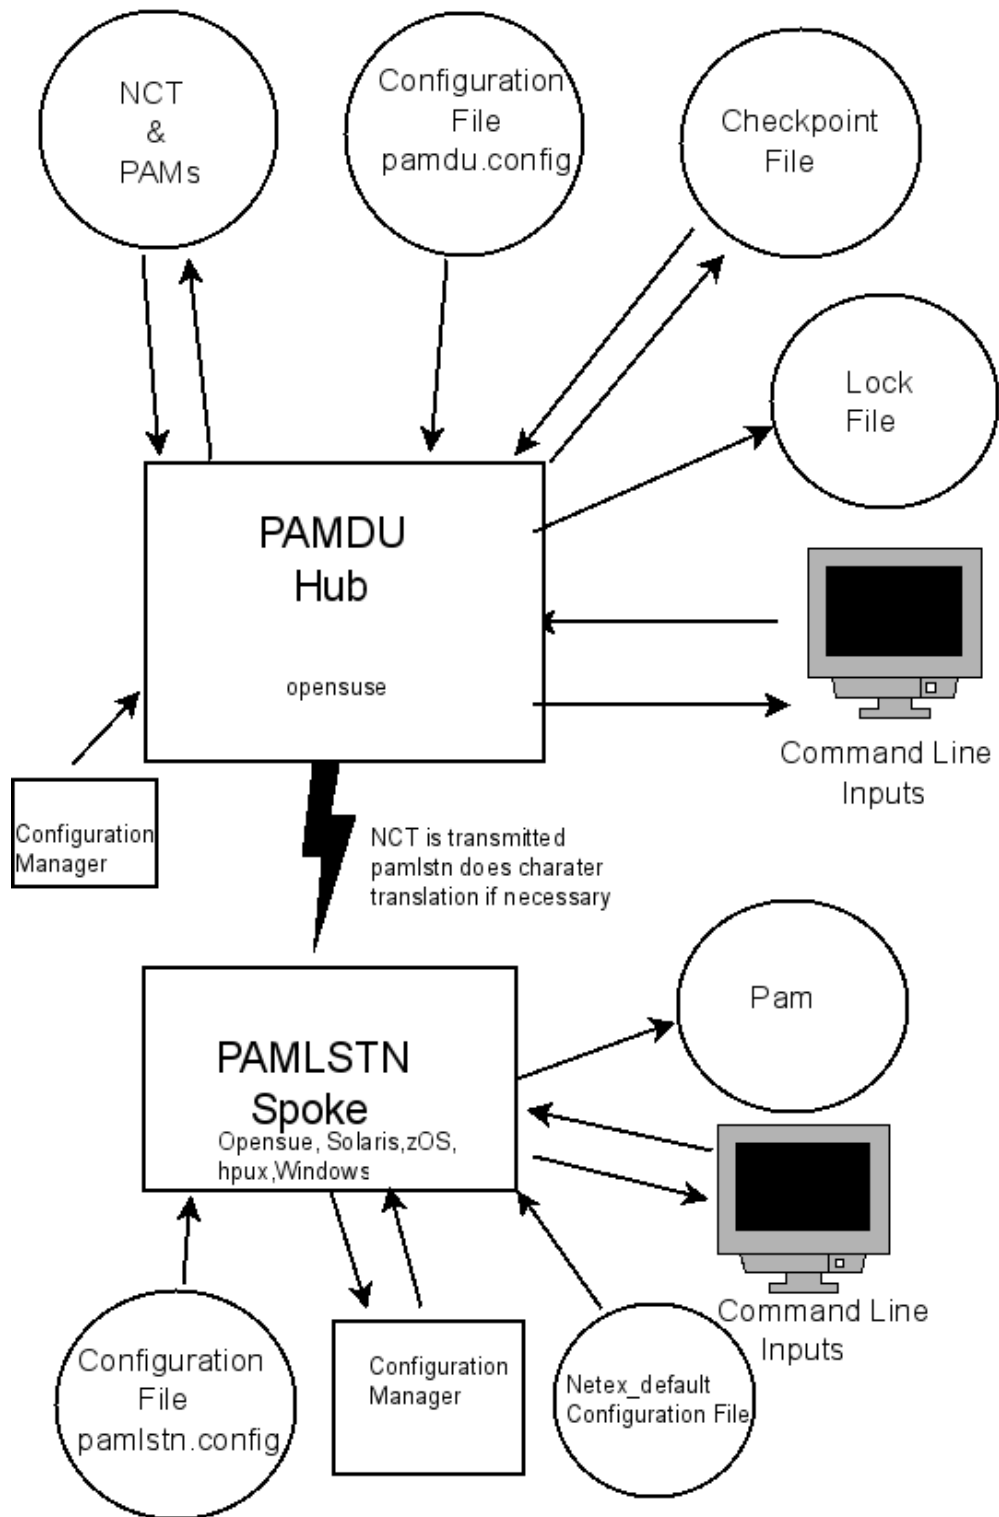 NCT
&
PAMs
Configuration
File
pamdu.config
Checkpoint
File
Lock
File
PAMDU
Hub
opensuse
Command Line
Inputs
Configuration
Manager
NCT is transmitted
pamlstn does charater
translation if necessary
Pam
PAMLSTN
Spoke
Opensue, Solaris,zOS,
hpux,Windows
Command Line
Inputs
Configuration
File
pamlstn.config
Configuration
Manager
Netex_default
Configuration File